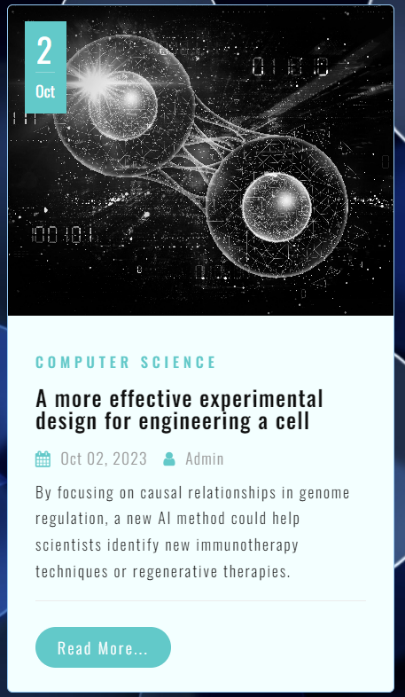 2
Oct
COMPUTER SCIENCE
A more effective experimental
design for engineering a cell
Oct 02, 2023 Admin
By focusing on causal relationships in genome
regulation, a new AI method could help
scientists identify new immunotherapy
techniques or regenerative therapies.
Read More...